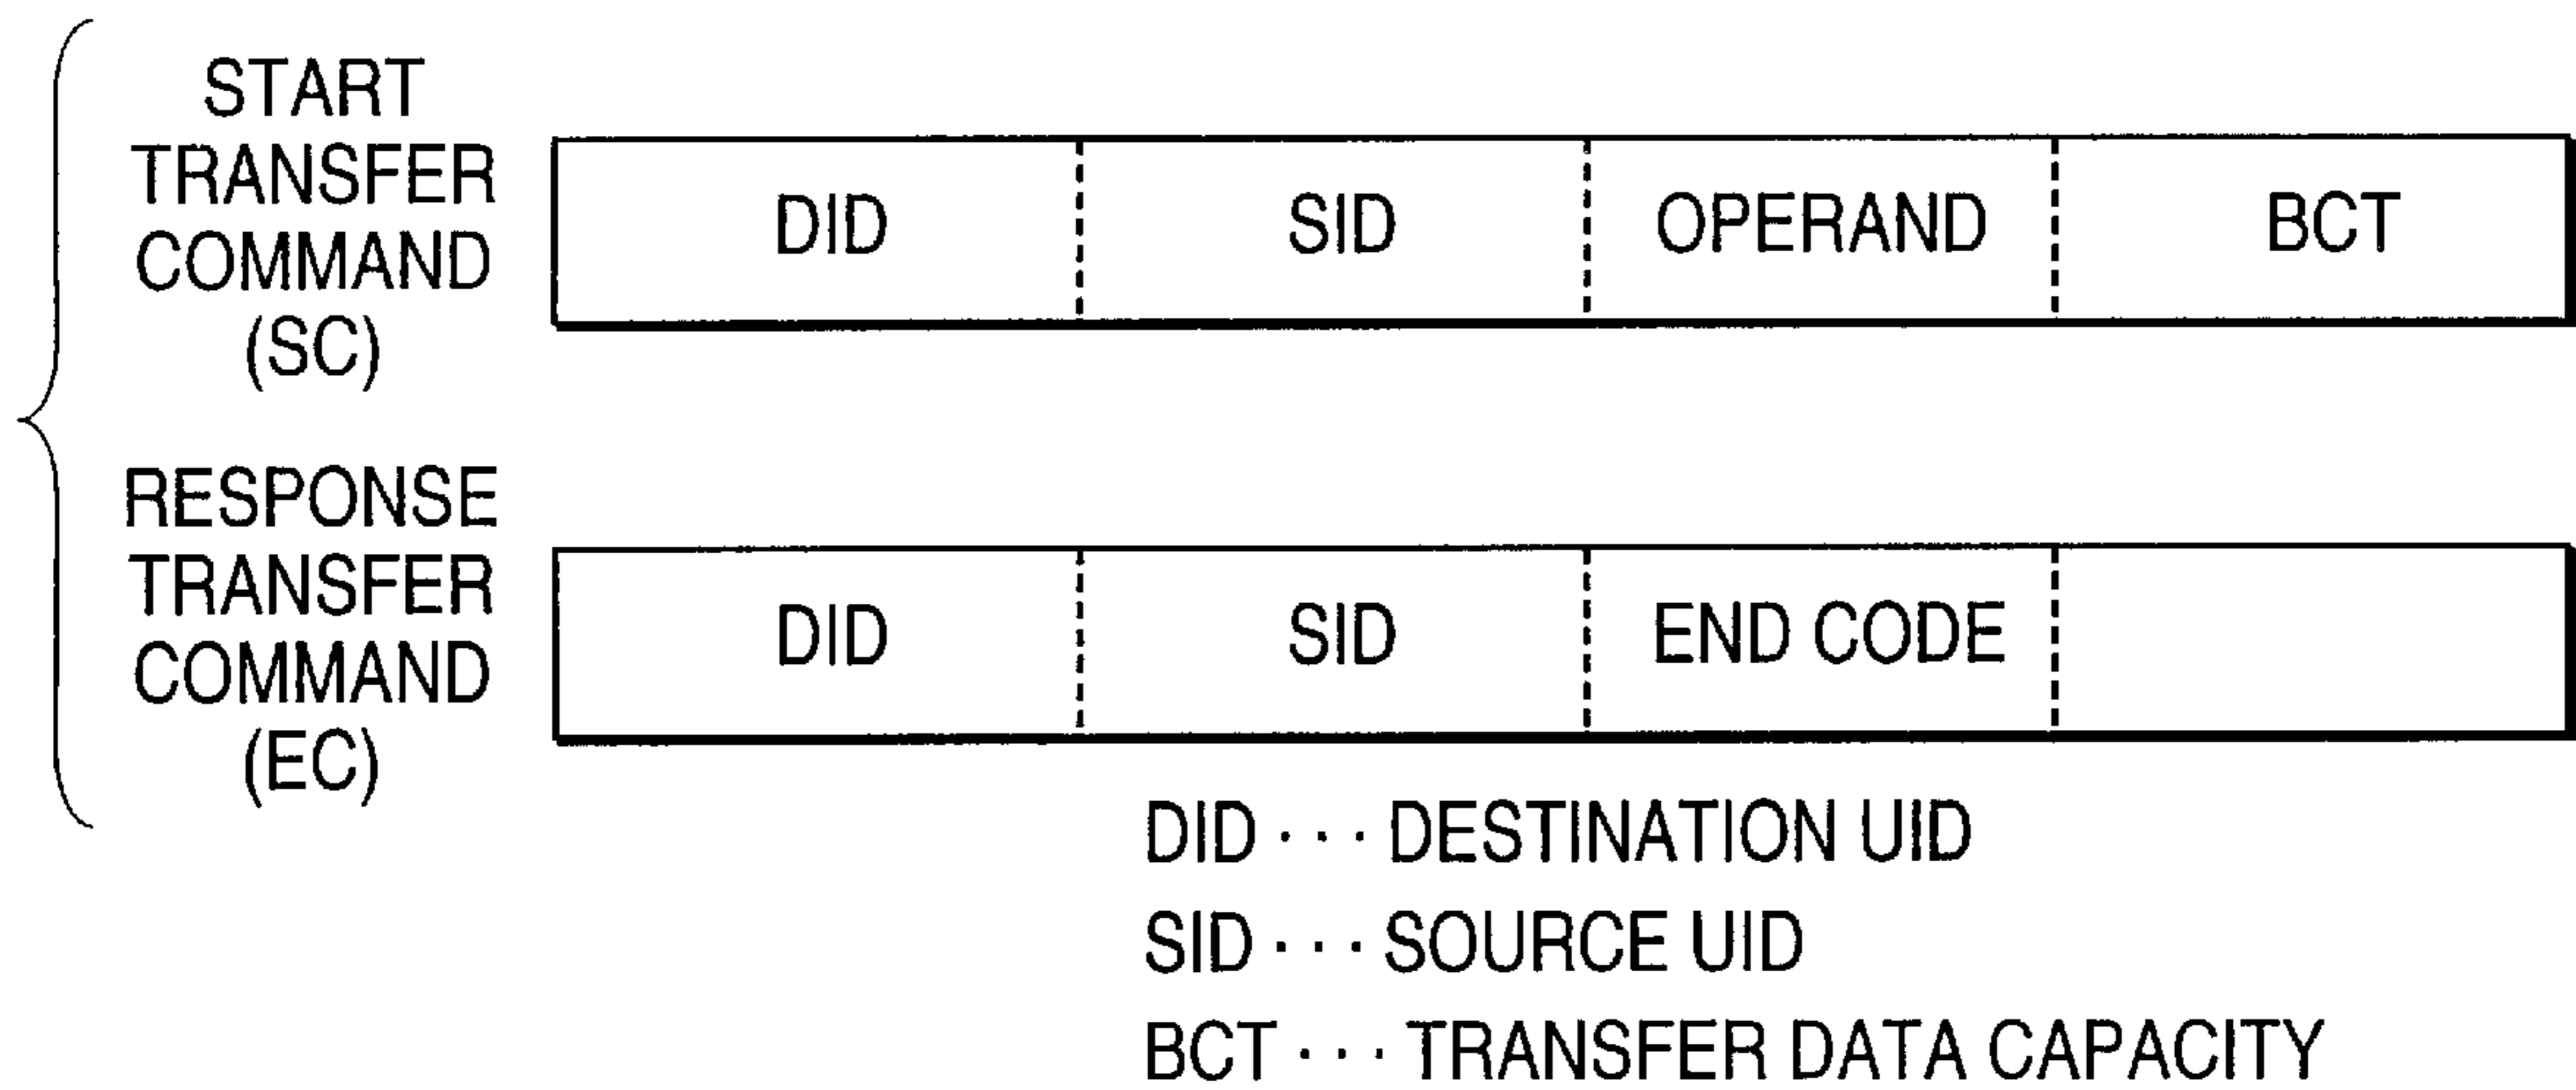 START
TRANSFER
COMMAND
(SC)
DID SID OPERAND BCT
RESPONSE
TRANSFER
COMMAND
(EC)
DID SID END CODE
DID ··· DESTINATION UID
SID ··· SOURCE UID
BCT ··· TRANSFER DATA CAPACITY